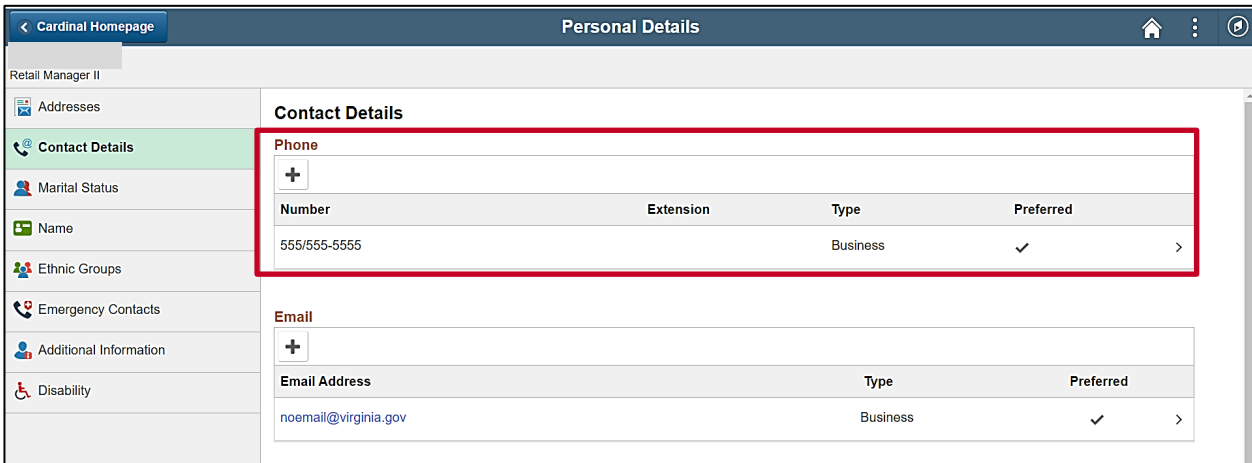 Cardinal Homepage
Personal Details
Retail Manager II
Addresses
Contact Details
Marital Status
Name
Ethnic Groups
Emergency Contacts
Additional Information
Disability
Contact Details
Phone
Number Extension Type Preferred
555/555-5555 Business
Email
Email Address Type Preferred
noemail@virginia.gov Business